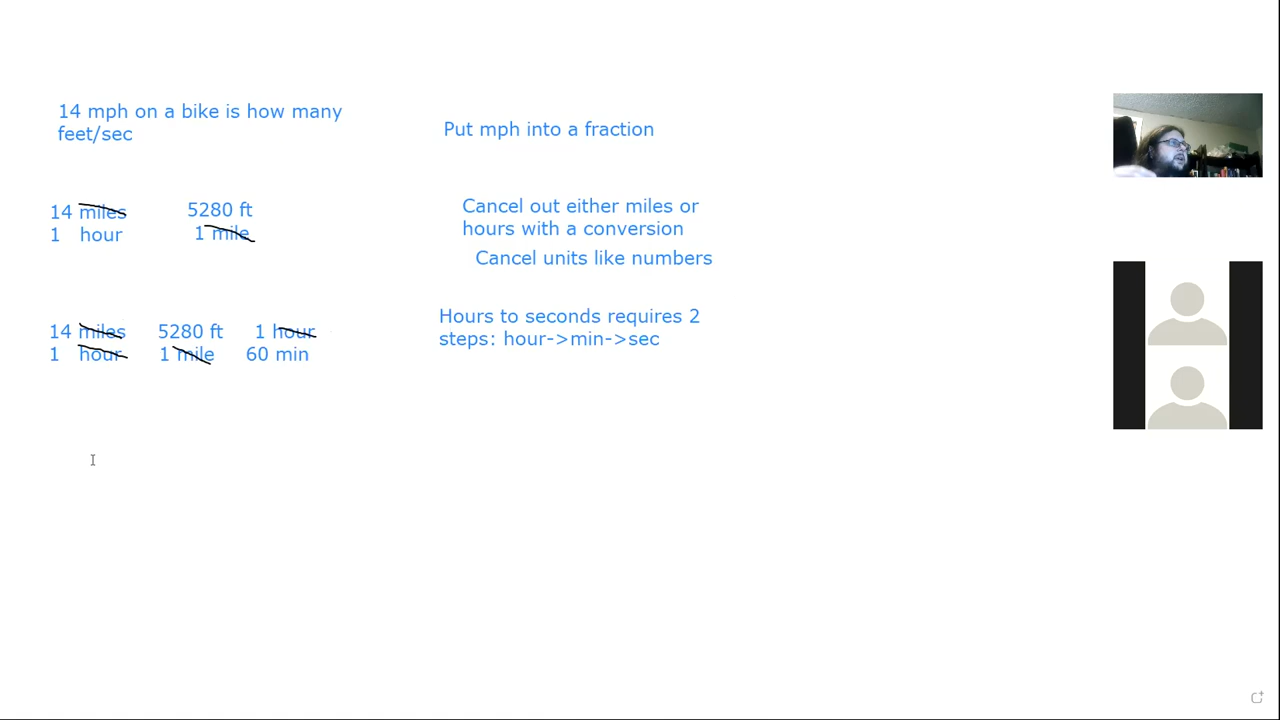 14 mph on a bike is how many
feet/sec
Put mph into a fraction
14 miles
1 hour
5280 ft
1 mile
Cancel out either miles or
hours with a conversion
Cancel units like numbers
14 miles
1 hour
5280 ft
1 mile
1 hour
60 min
Hours to seconds requires 2
steps: hour->min->sec